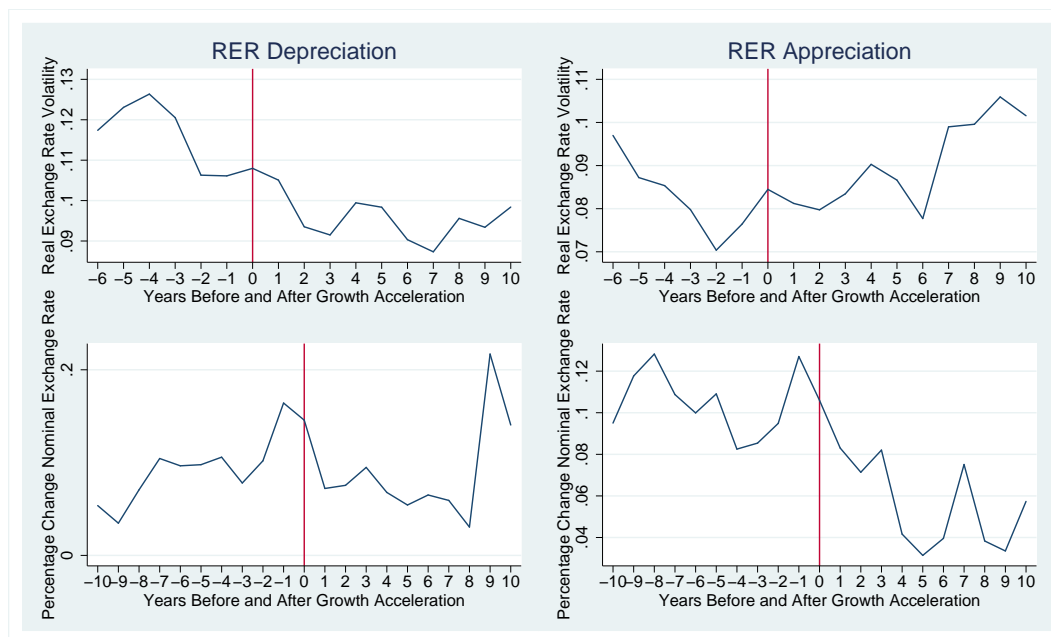 RER Depreciation
Real Exchange Rate Volatility
.13
.12
.11
.1
.09
−6 −5 −4 −3 −2 −1 0 1 2 3 4 5 6 7 8 9 10
Years Before and After Growth Acceleration
RER Appreciation
Real Exchange Rate Volatility
.11
.1
.09
.08
.07
−6 −5 −4 −3 −2 −1 0 1 2 3 4 5 6 7 8 9 10
Years Before and After Growth Acceleration
Percentage Change Nominal Exchange Rate
.2
0
−10 −9 −8 −7 −6 −5 −4 −3 −2 −1 0 1 2 3 4 5 6 7 8 9 10
Years Before and After Growth Acceleration
Percentage Change Nominal Exchange Rate
.12
.1
.08
.06
.04
−10 −9 −8 −7 −6 −5 −4 −3 −2 −1 0 1 2 3 4 5 6 7 8 9 10
Years Before and After Growth Acceleration